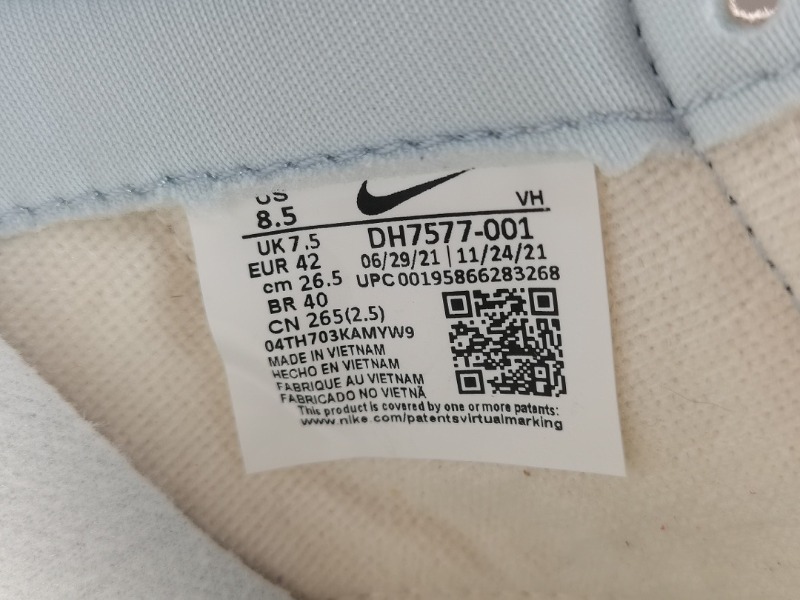 US
8.5
VH
UK 7.5
DH7577-001
EUR 42
06/29/21 | 11/24/21
cm 26.5
UPC 00195866283268
BR 40
CN 265(2.5)
04TH703KAMYW9
MADE IN VIETNAM
HECHO EN VIETNAM
FABRIQUE AU VIETNAM
FABRICADO NO VIETNÃ
This product is covered by one or more patents:
www.nike.com/patentsvirtualmarking